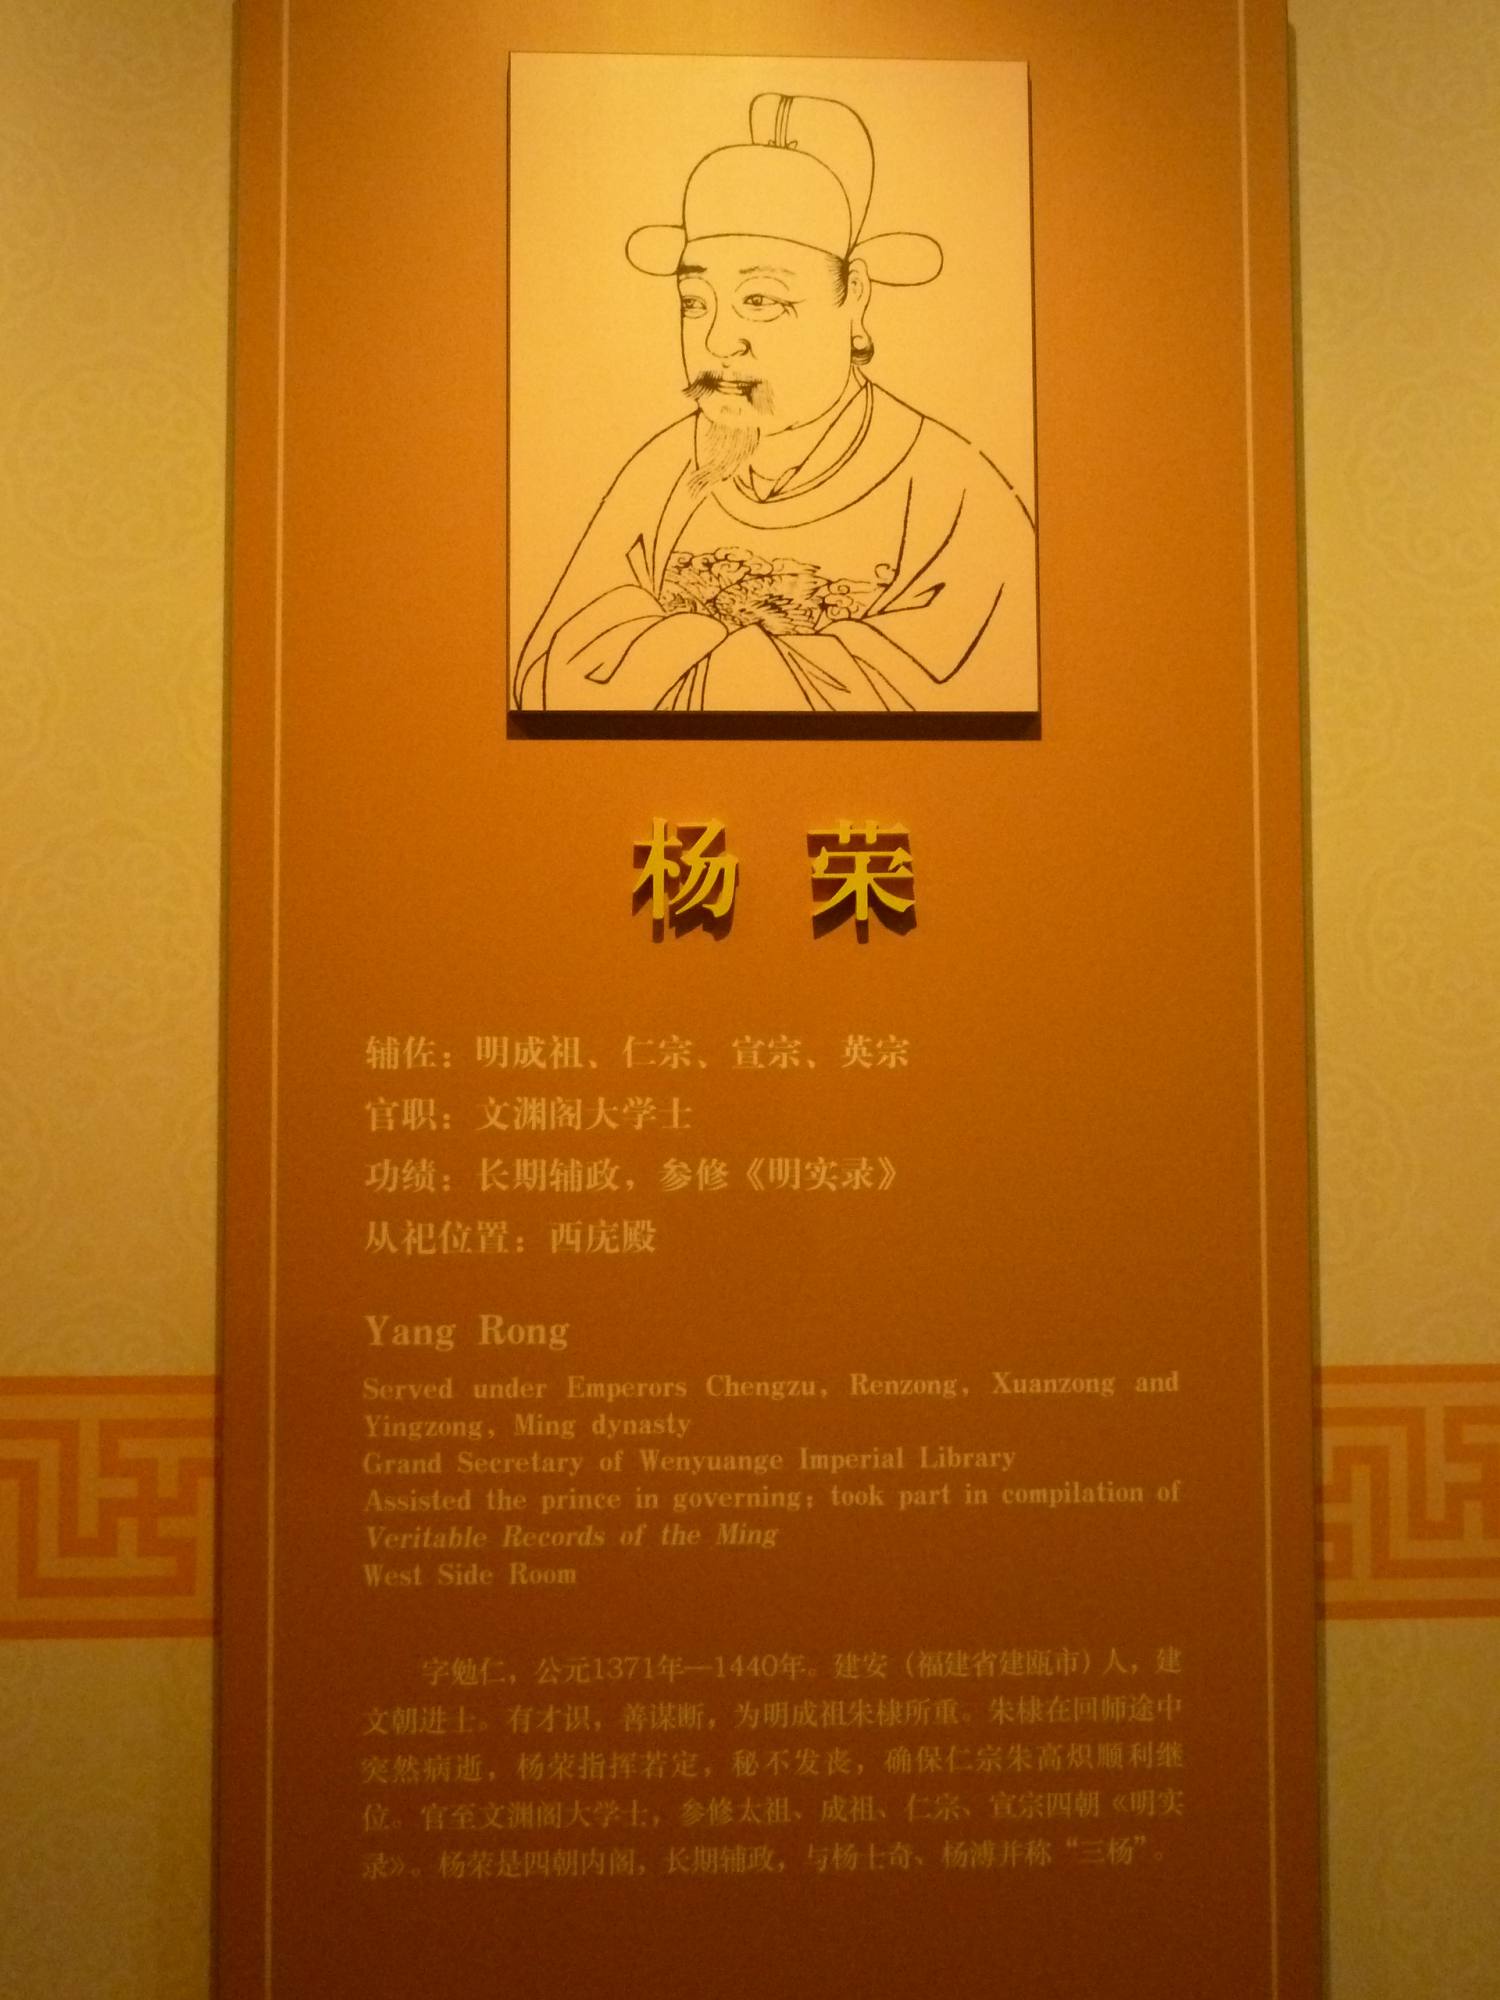 杨荣
辅佐：明成祖、仁宗、宣宗、英宗
官职：文渊阁大学士
功绩：长期辅政，参修《明实录》
从祀位置：西庑殿
Yang Rong
Served under Emperors Chengzu, Renzong, Xuanzong and
Yingzong, Ming dynasty
Grand Secretary of Wenyuange Imperial Library
Assisted the prince in governing; took part in compilation of
Veritable Records of the Ming
West Side Room
字勉仁，公元1371年—1440年。建安（福建省建瓯市）人，建
文朝进士。有才识，善谋断，为明成祖朱棣所重。朱棣在回师途中
突然病逝，杨荣指挥若定，秘不发丧，确保仁宗朱高炽顺利继
位。官至文渊阁大学士，参修太祖、成祖、仁宗、宣宗四朝《明实
录》。杨荣是四朝内阁，长期辅政，与杨士奇、杨溥并称“三杨”。